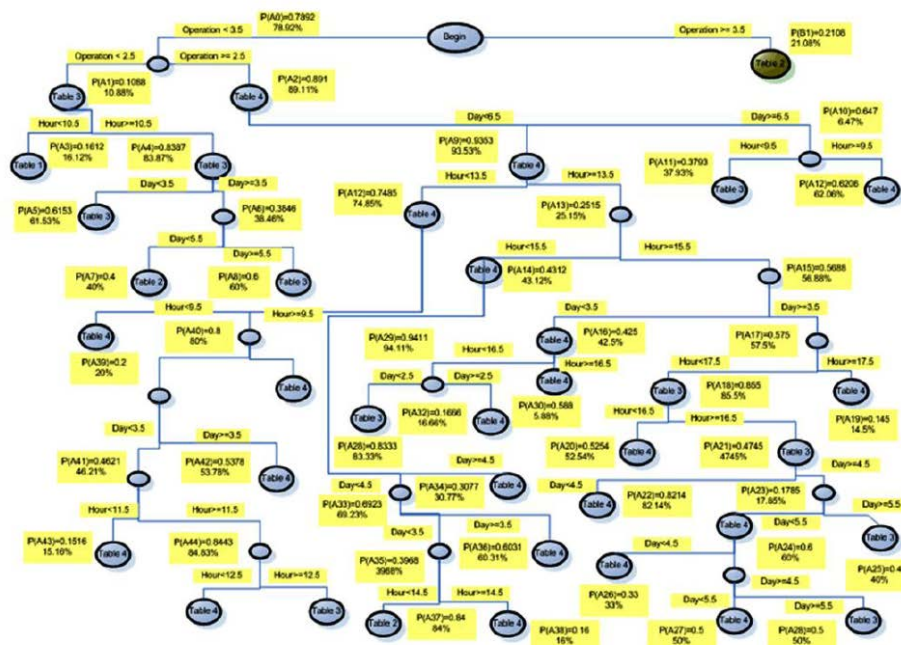 P(A0)=0.7892
78.92%
Operation < 3.5
Begin
Operation >= 3.5
P(B1)=0.2108
21.08%
Table 2
Operation < 2.5
Operation >= 2.5
P(A1)=0.1088
10.88%
Table 3
P(A2)=0.891
89.11%
Table 4
Hour<10.5
Hour>=10.5
Day<6.5
Day>=6.5
P(A10)=0.647
6.47%
Table 1
P(A3)=0.1612
16.12%
P(A4)=0.8387
83.87%
Table 3
P(A9)=0.9353
93.53%
Table 4
Hour<9.5
Hour>=9.5
P(A11)=0.3793
37.93%
Table 3
P(A12)=0.6206
62.06%
Table 4
Day<3.5
Day>=3.5
Hour<13.5
Hour>=13.5
P(A5)=0.6153
61.53%
Table 3
P(A6)=0.3846
38.46%
P(A12)=0.7485
74.85%
Table 4
P(A13)=0.2515
25.15%
Day<5.5
Day>=5.5
Hour<15.5
Hour>=15.5
P(A7)=0.4
40%
Table 2
P(A8)=0.6
60%
Table 3
Table 4
P(A14)=0.4312
43.12%
P(A15)=0.5688
56.88%
Hour<9.5
Hour>=9.5
Day<3.5
Day>=3.5
Table 4
P(A40)=0.8
80%
P(A29)=0.9411
94.11%
Table 4
P(A16)=0.425
42.5%
P(A17)=0.575
57.5%
P(A39)=0.2
20%
Table 4
Hour<16.5
Hour>=16.5
Hour<17.5
Hour>=17.5
Day<2.5
Day>=2.5
Table 4
Table 3
P(A18)=0.855
85.5%
Table 4
Table 3
P(A32)=0.1666
16.66%
Table 4
P(A30)=0.588
5.88%
Hour<16.5
Hour>=16.5
P(A19)=0.145
14.5%
Day<3.5
Day>=3.5
P(A28)=0.8333
83.33%
P(A20)=0.5254
52.54%
Table 4
P(A21)=0.4745
4745%
Table 3
P(A41)=0.4621
46.21%
P(A42)=0.5378
53.78%
Table 4
Day<4.5
Day>=4.5
P(A34)=0.3077
30.77%
Table 4
Day<4.5
Day>=4.5
P(A33)=0.6923
69.23%
Table 4
P(A22)=0.8214
82.14%
P(A23)=0.1785
17.85%
Hour<11.5
Hour>=11.5
Day<3.5
Day>=3.5
Day<5.5
Day>=5.5
P(A43)=0.1516
15.16%
Table 4
P(A44)=0.8443
84.83%
P(A35)=0.3968
3968%
P(A36)=0.6031
60.31%
Table 4
Table 4
P(A24)=0.6
60%
Table 3
Day<4.5
Day>=4.5
Table 4
P(A25)=0.4
40%
Hour<12.5
Hour>=12.5
Hour<14.5
Hour>=14.5
P(A26)=0.33
33%
Day<5.5
Day>=5.5
Table 4
Table 3
Table 2
P(A37)=0.84
84%
Table 4
P(A38)=0.16
16%
P(A27)=0.5
50%
Table 4
P(A28)=0.5
50%
Table 3